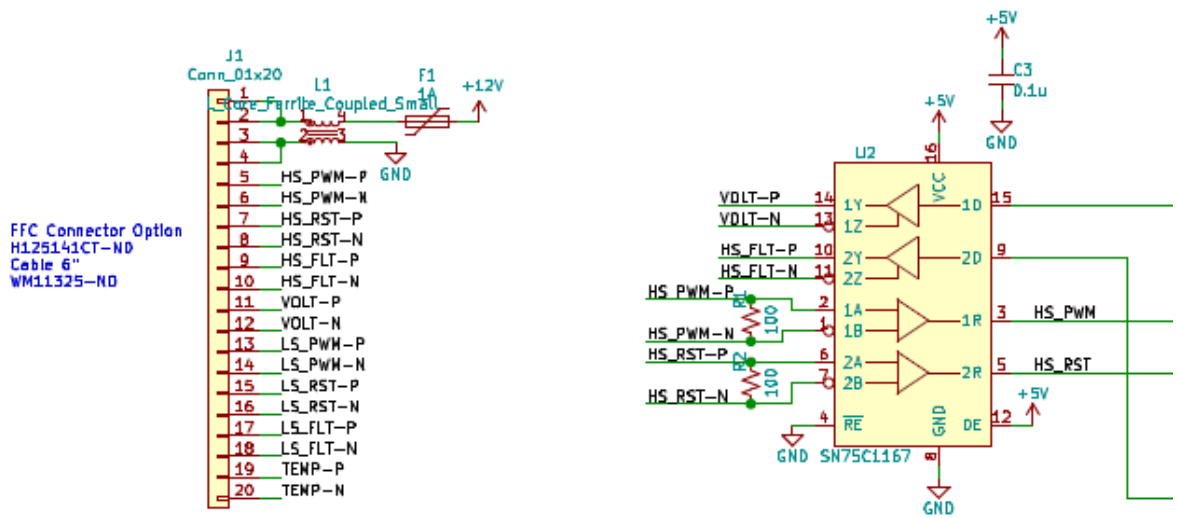 J1
Conn_01x20
1
2
3
4
5
6
7
8
9
10
11
12
13
14
15
16
17
18
19
20
L1
L_Core_Ferrite_Coupled_Small
1
4
2
3
F1
1A
+12V
GND
HS_PWM-P
HS_PWM-N
HS_RST-P
HS_RST-N
HS_FLT-P
HS_FLT-N
VOLT-P
VOLT-N
LS_PWM-P
LS_PWM-N
LS_RST-P
LS_RST-N
LS_FLT-P
LS_FLT-N
TEMP-P
TEMP-N
FFC Connector Option
H125141CT-ND
Cable 6"
WM11325-ND
+5V
C3
0.1u
GND
+5V
16
U2
VCC
VOLT-P 14 1Y 1D 15
VOLT-N 13 1Z
HS_FLT-P 10 2Y 2D 9
HS_FLT-N 11 2Z
HS_PWM-P 2 1A
R1
100
HS_PWM-N 1 1B 1R 3 HS_PWM
HS_RST-P 6 2A
R2
100
HS_RST-N 7 2B 2R 5 HS_RST
+5V
4 RE GND DE 12
GND
SN75C1167
8
GND